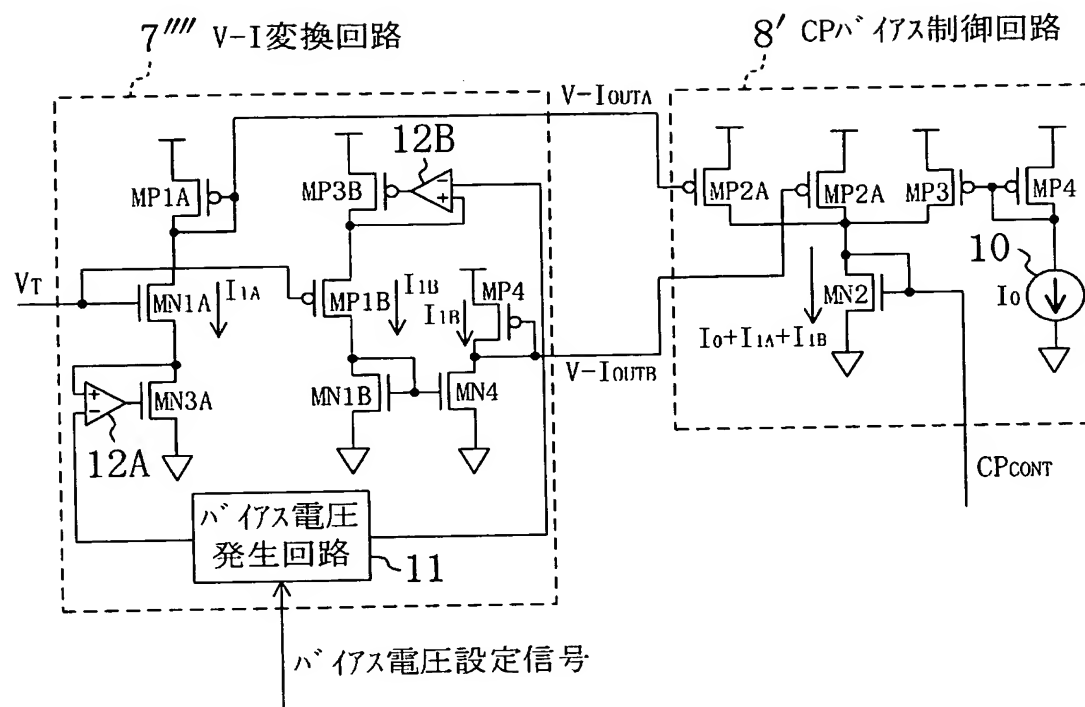 7'''' V-I変換回路
8' CPバイアス制御回路
V-IOUTA
12B
MP1A
MP3B
MP2A
MP2A
MP3
MP4
VT
MN1A
I1A
MP1B
I1B
I1B
MP4
10
I0
MN2
I0+I1A+I1B
V-IOUTB
MN3A
12A
MN1B
MN4
CPCONT
バイアス電圧
発生回路
11
バイアス電圧設定信号